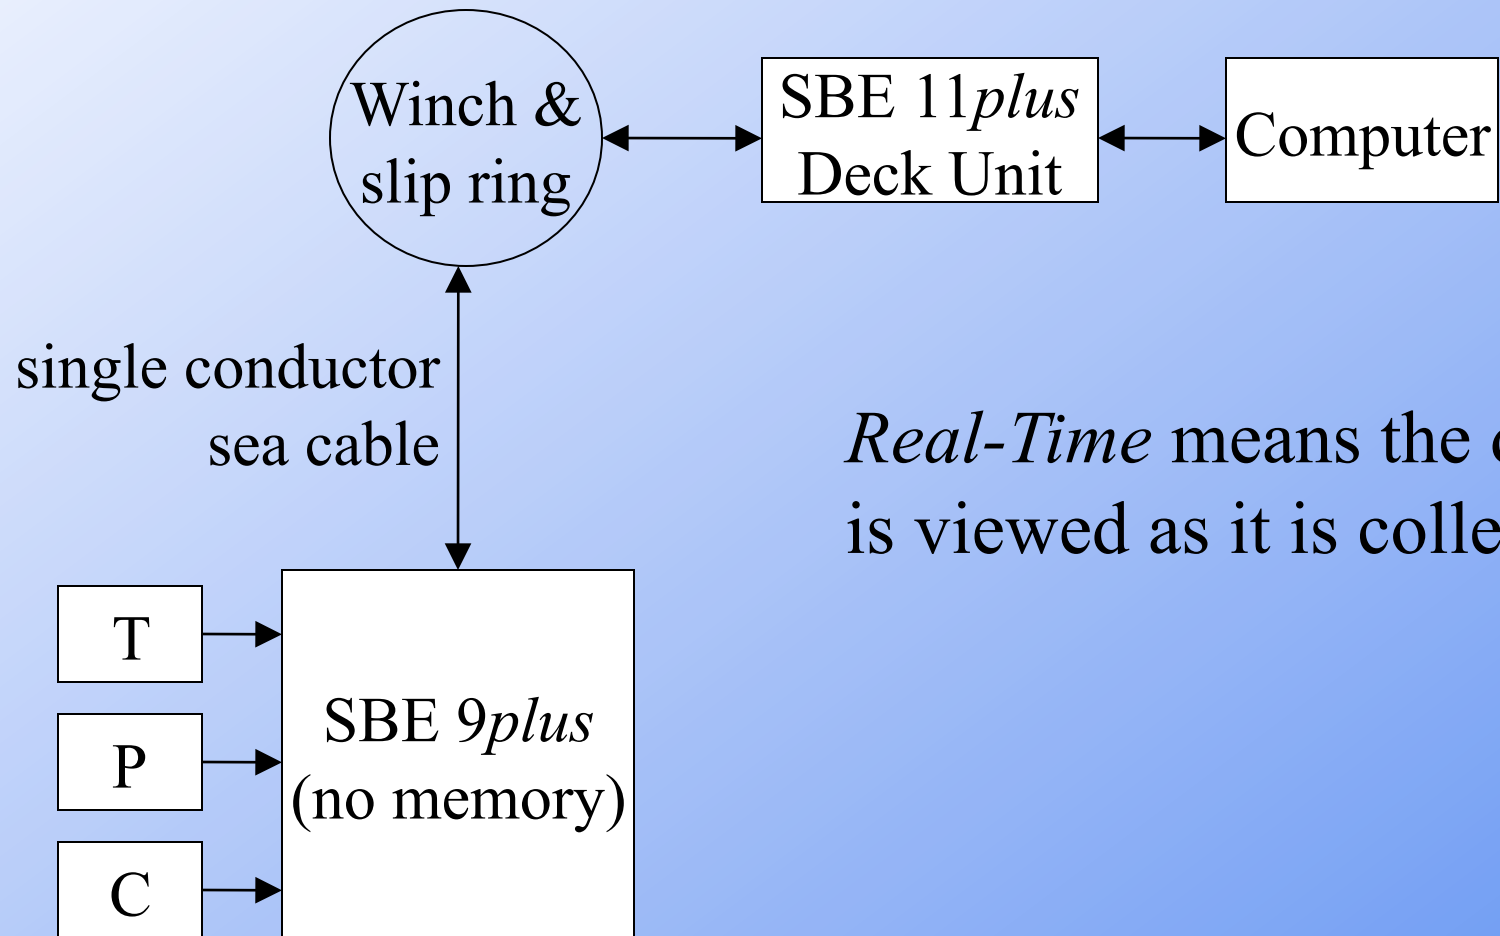 Winch &
slip ring
SBE 11plus
Deck Unit
Computer
single conductor
sea cable
Real-Time means the
is viewed as it is colle
T
P
C
SBE 9plus
(no memory)